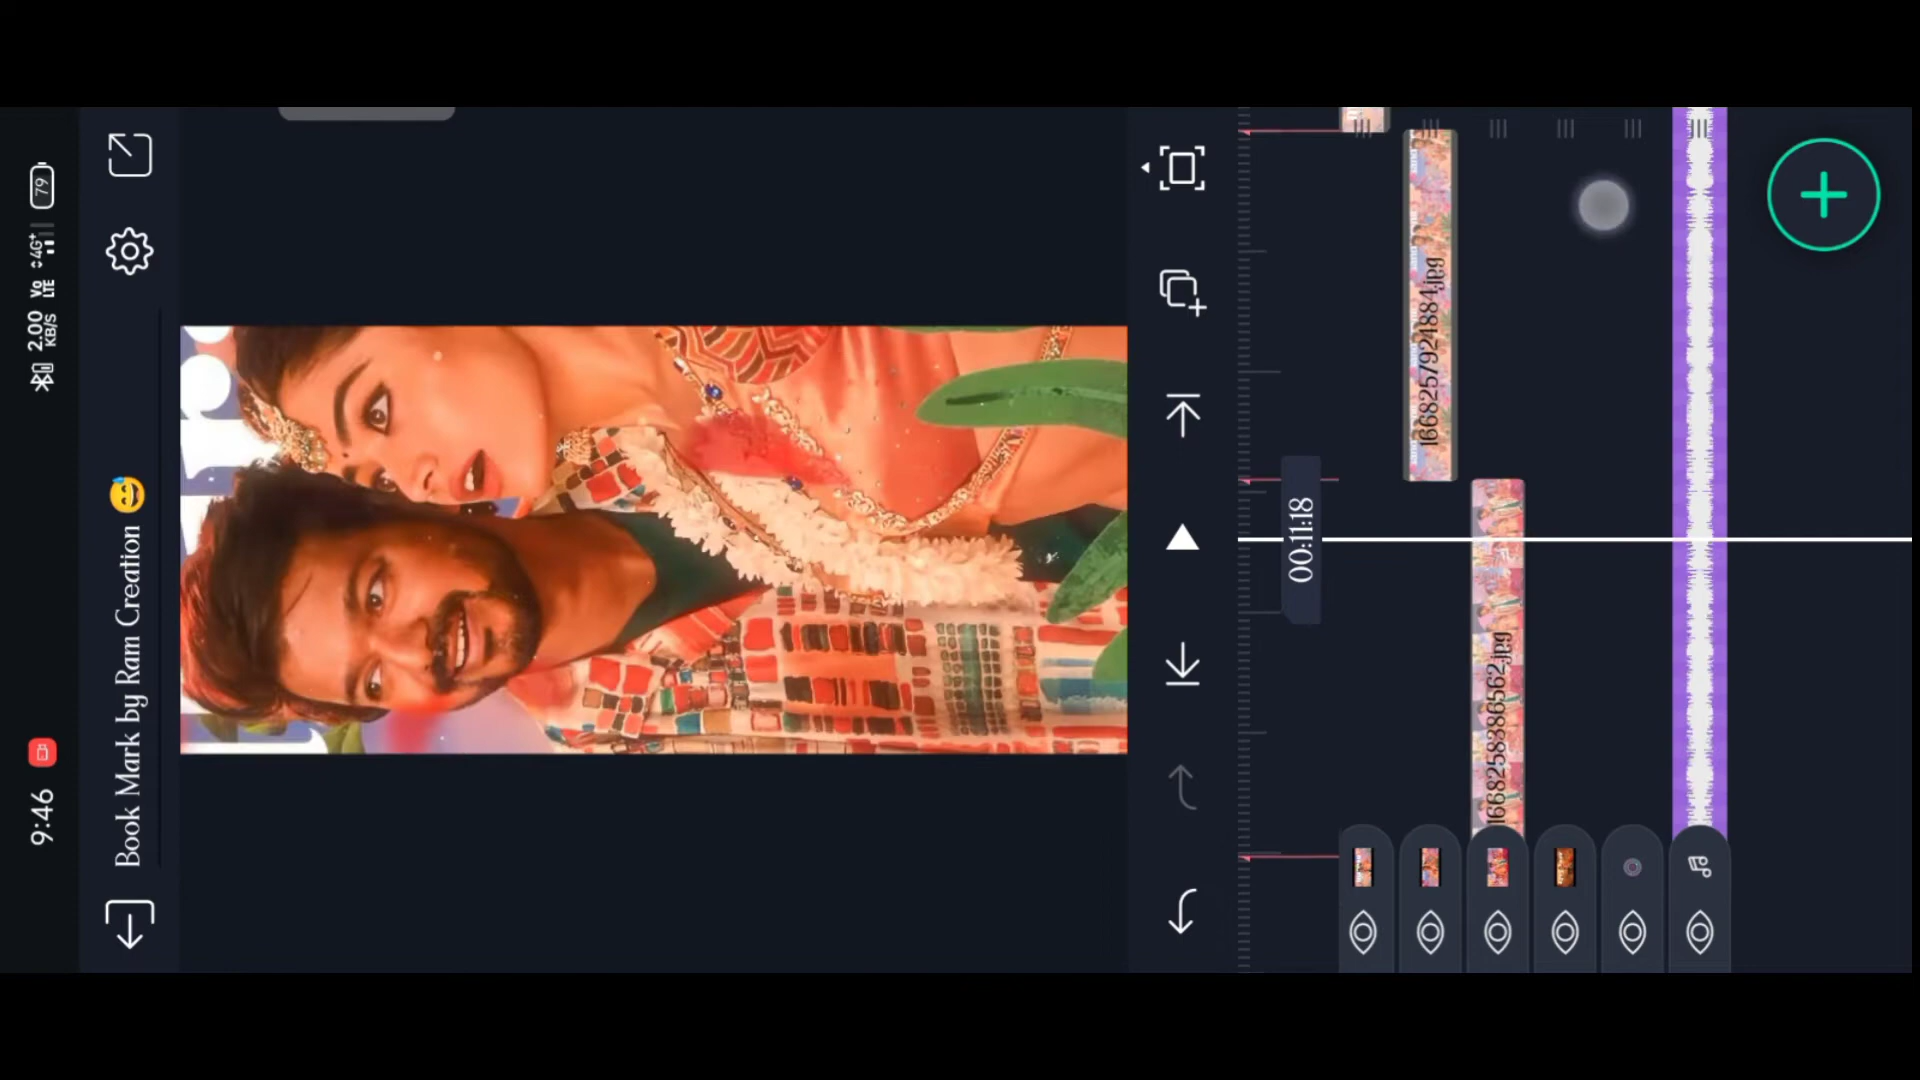 9:46
2.00 KB/S
Vo LTE
4G+
79
Book Mark by Ram Creation 😅
00:11:18
1668257924884.jpg
1668258386562.jpg